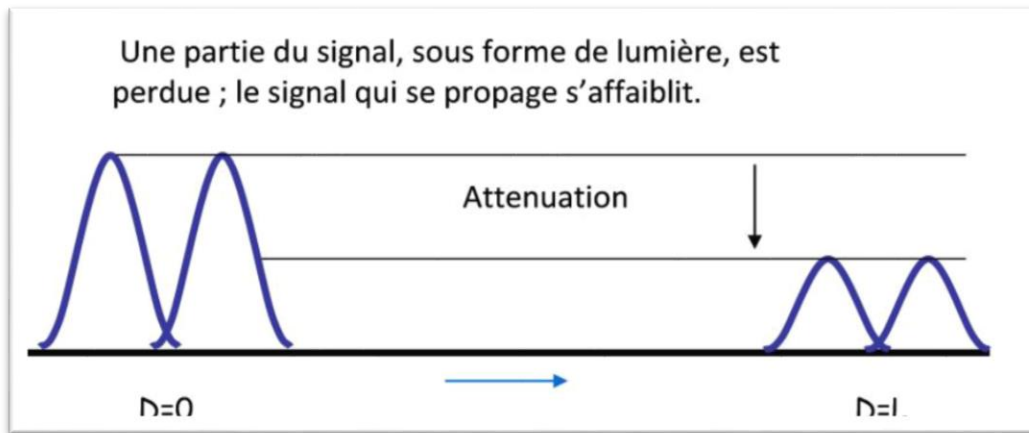 Une partie du signal, sous forme de lumière, est
perdue ; le signal qui se propage s'affaiblit.
Attenuation
D=0
D=L